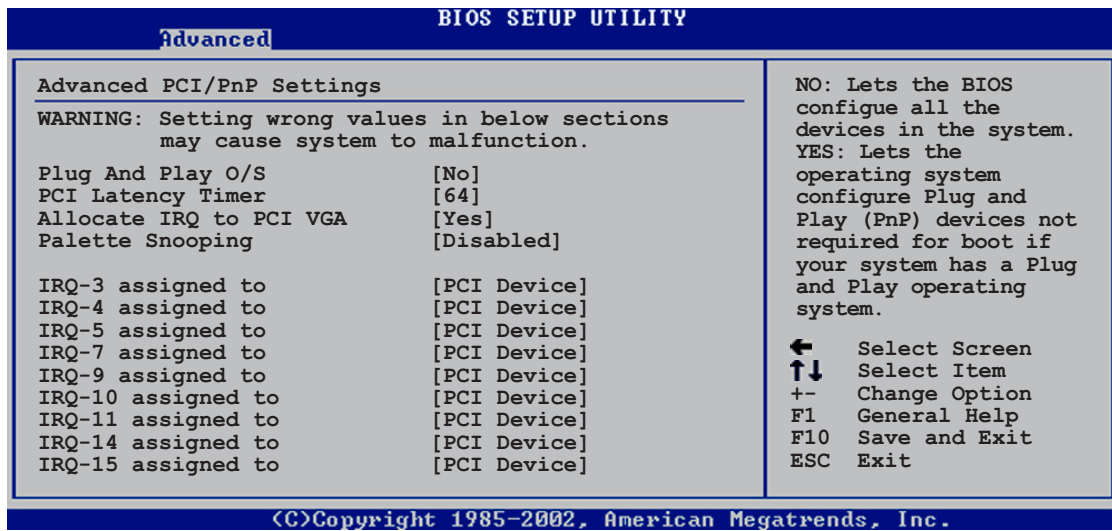 BIOS SETUP UTILITY
Advanced
Advanced PCI/PnP Settings
WARNING: Setting wrong values in below sections
may cause system to malfunction.
Plug And Play O/S [No]
PCI Latency Timer [64]
Allocate IRQ to PCI VGA [Yes]
Palette Snooping [Disabled]
IRQ-3 assigned to [PCI Device]
IRQ-4 assigned to [PCI Device]
IRQ-5 assigned to [PCI Device]
IRQ-7 assigned to [PCI Device]
IRQ-9 assigned to [PCI Device]
IRQ-10 assigned to [PCI Device]
IRQ-11 assigned to [PCI Device]
IRQ-14 assigned to [PCI Device]
IRQ-15 assigned to [PCI Device]
NO: Lets the BIOS
configue all the
devices in the system.
YES: Lets the
operating system
configure Plug and
Play (PnP) devices not
required for boot if
your system has a Plug
and Play operating
system.
← Select Screen
↑↓ Select Item
+- Change Option
F1 General Help
F10 Save and Exit
ESC Exit
(C)Copyright 1985-2002, American Megatrends, Inc.